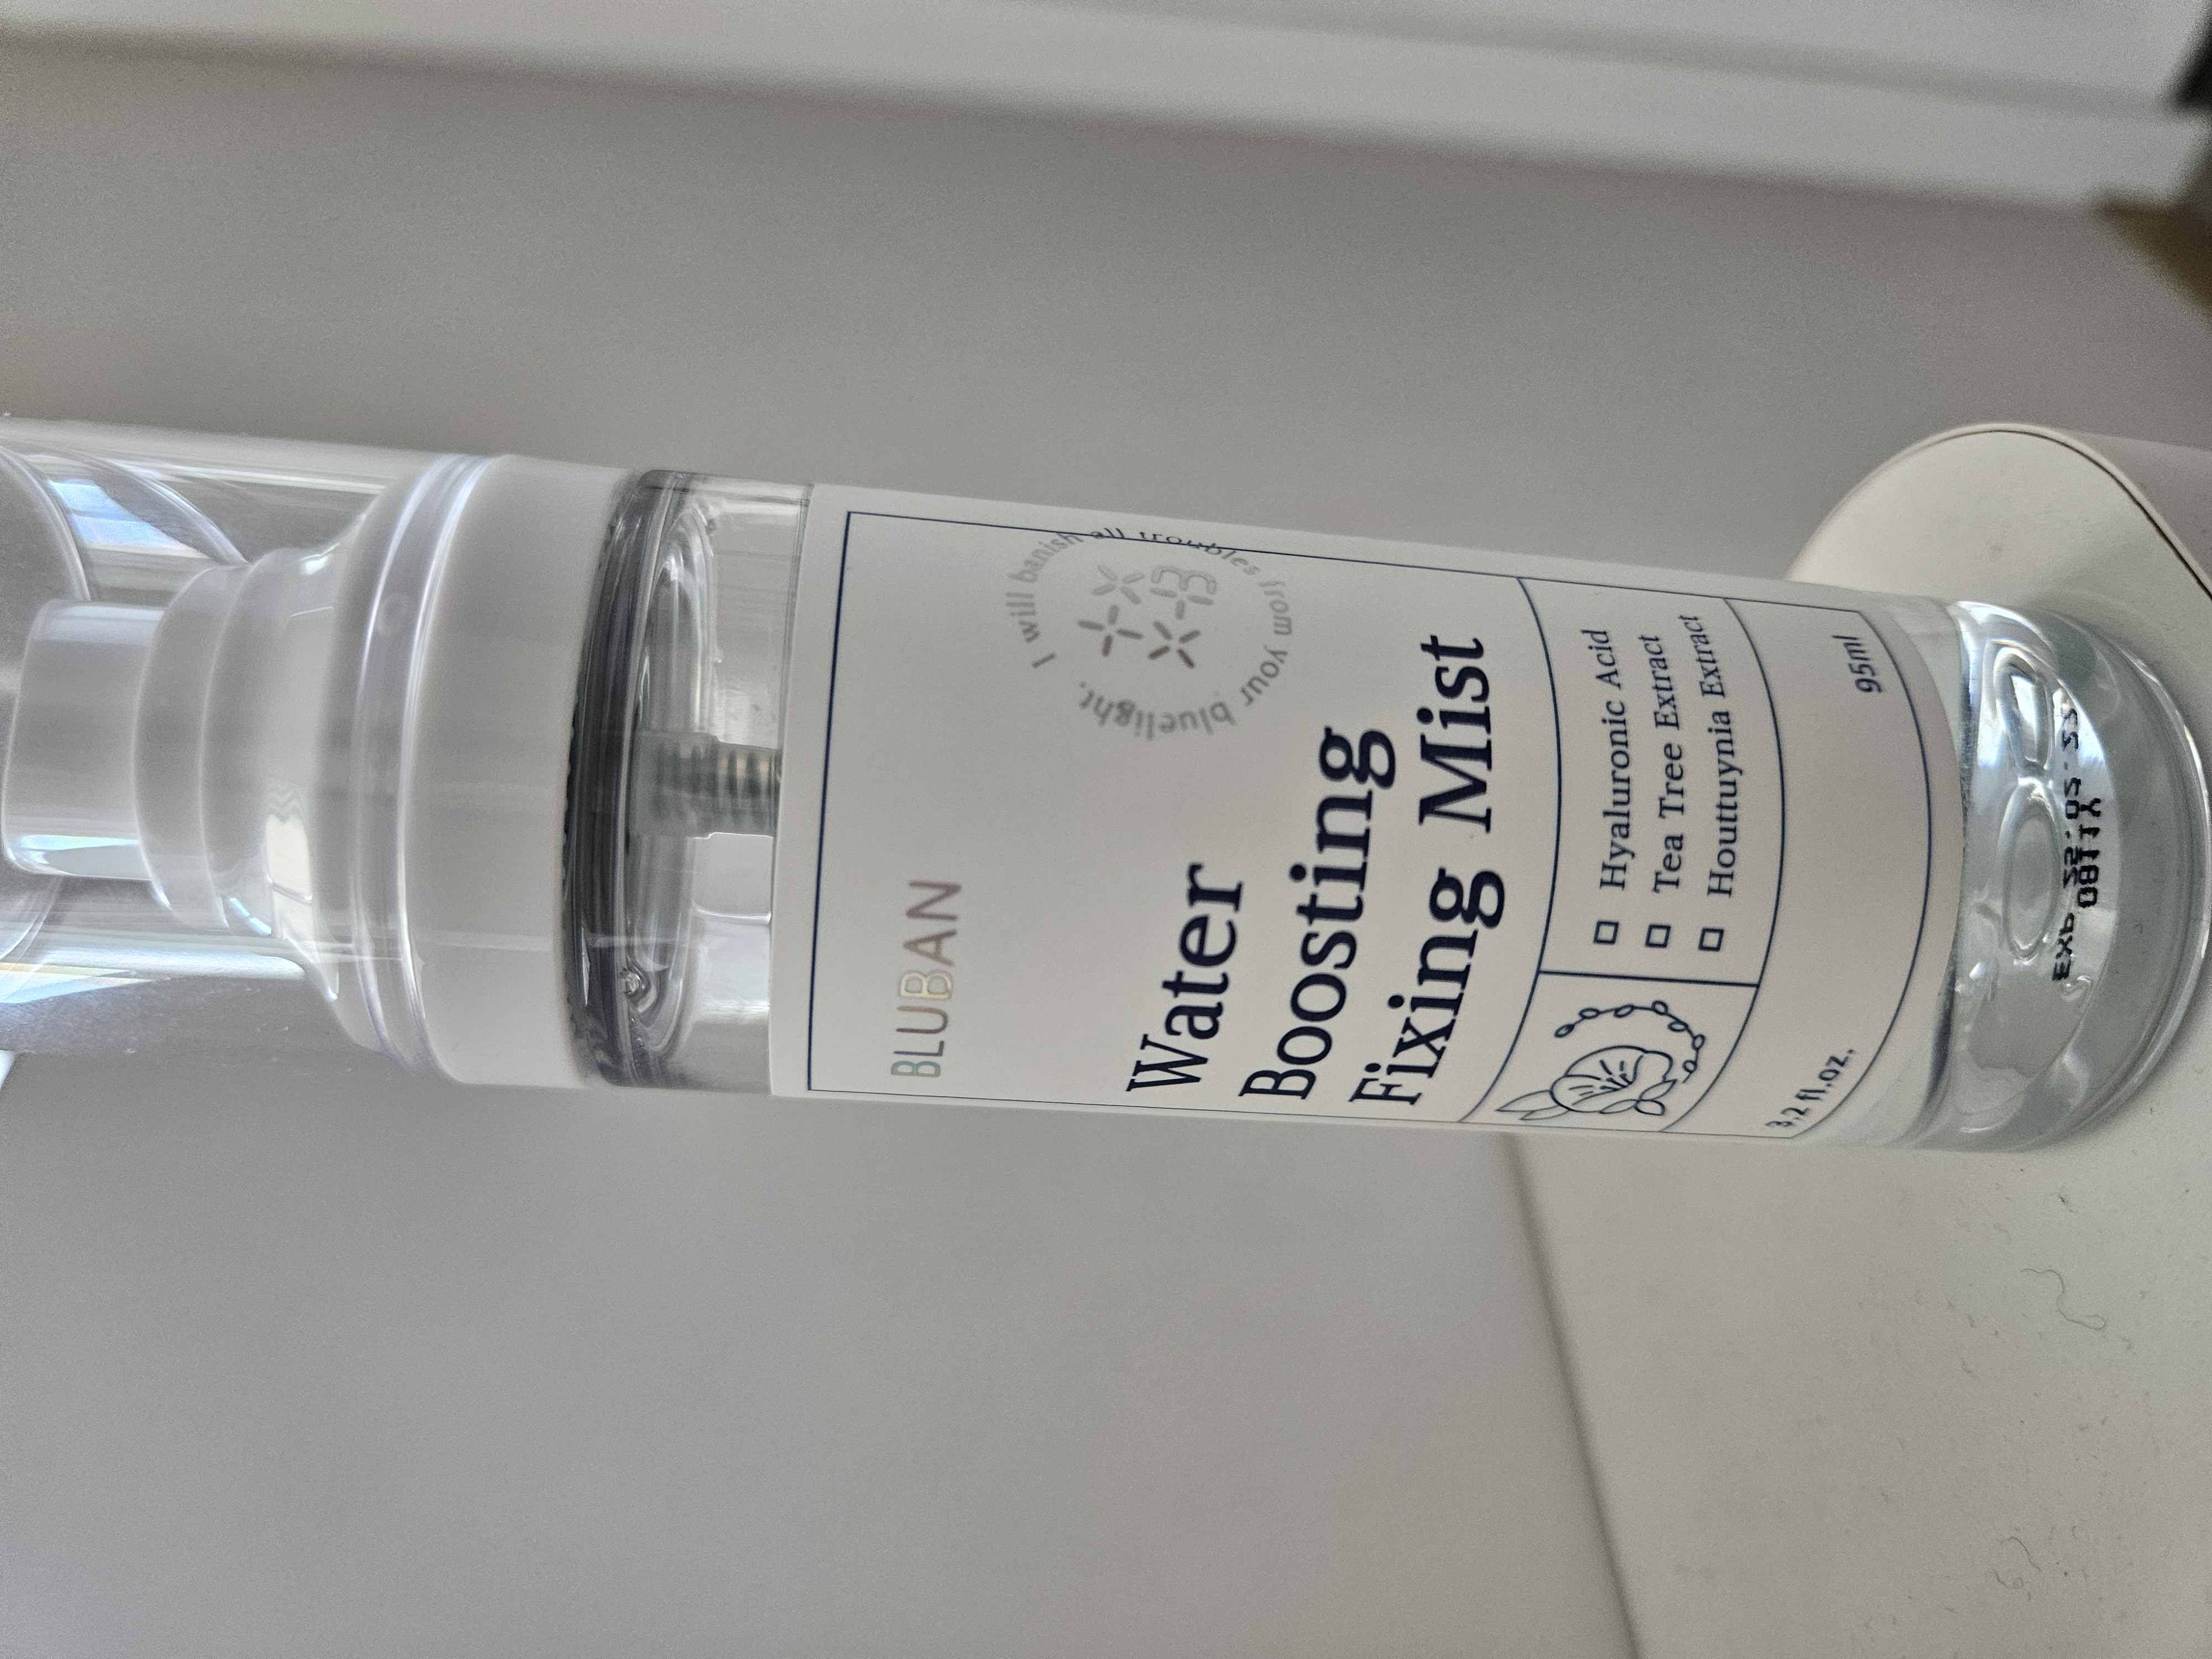 BLUBAN
I will banish all troubles from your bluelight.
B
Water
Boosting
Fixing Mist
Hyaluronic Acid
Tea Tree Extract
Houttuynia Extract
3.2 fl.oz.
95ml
EXP